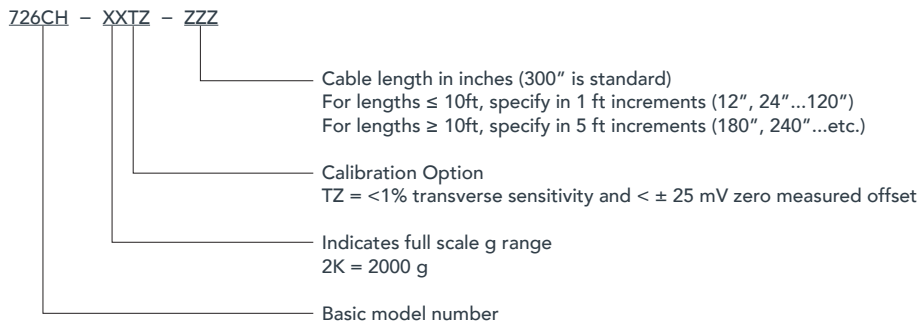 726CH – XXTZ – ZZZ
Cable length in inches (300” is standard)
For lengths ≤ 10ft, specify in 1 ft increments (12”, 24”...120”)
For lengths ≥ 10ft, specify in 5 ft increments (180”, 240”...etc.)
Calibration Option
TZ = <1% transverse sensitivity and < ± 25 mV zero measured offset
Indicates full scale g range
2K = 2000 g
Basic model number